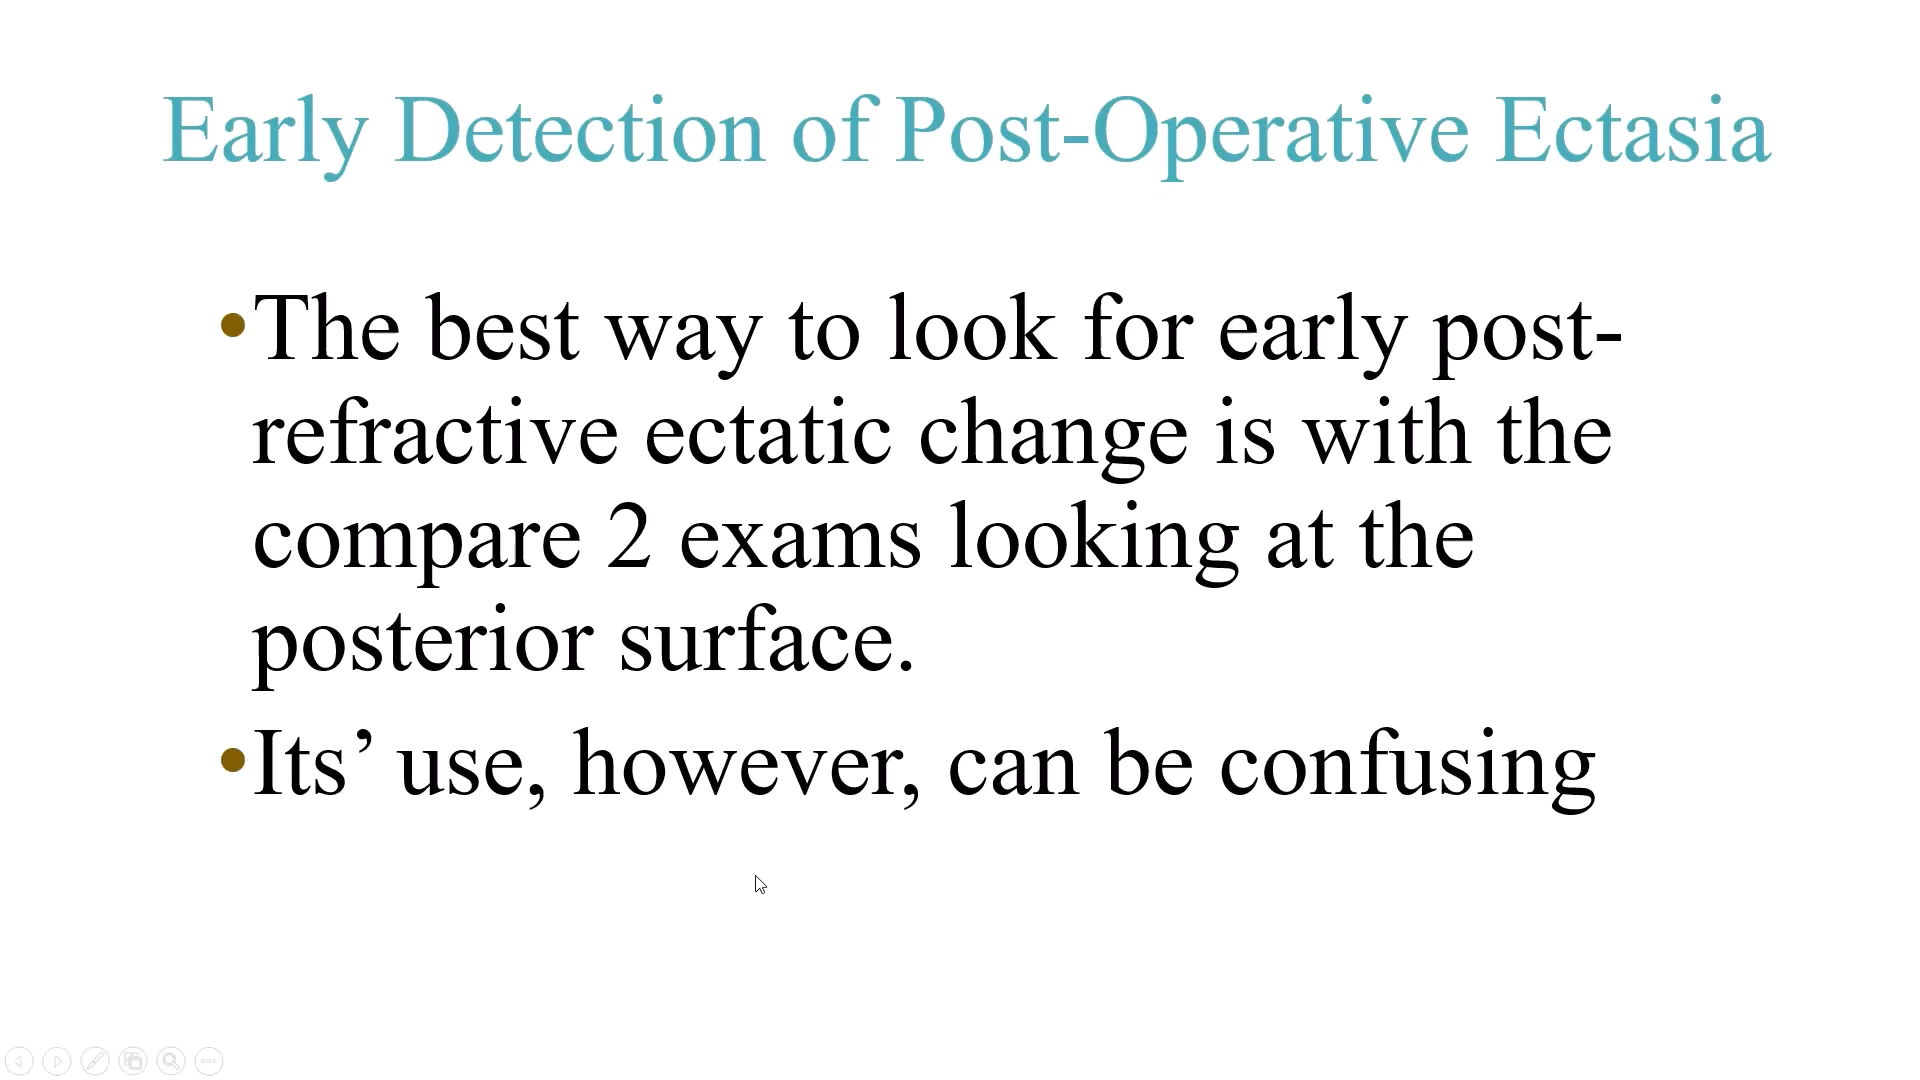 Early Detection of Post-Operative Ectasia
•The best way to look for early post-
refractive ectatic change is with the
compare 2 exams looking at the
posterior surface.
•Its’ use, however, can be confusing